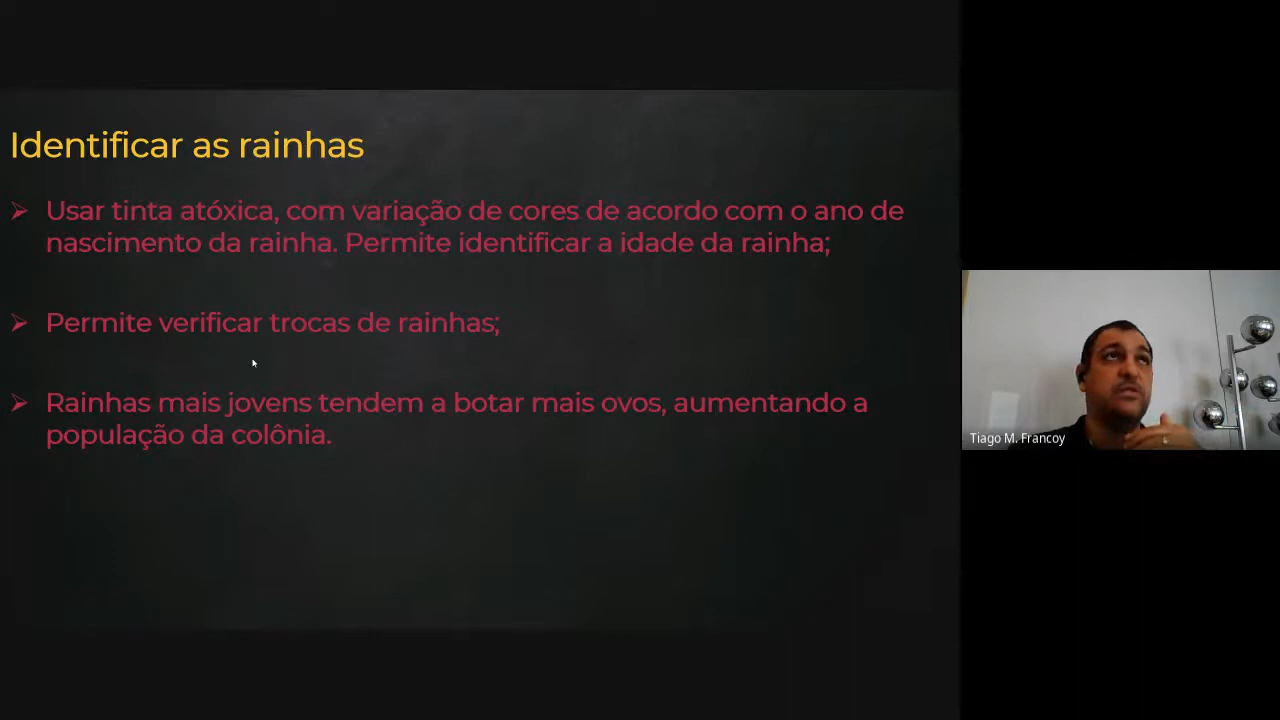 Identificar as rainhas
➢ Usar tinta atóxica, com variação de cores de acordo com o ano de
nascimento da rainha. Permite identificar a idade da rainha;
➢ Permite verificar trocas de rainhas;
➢ Rainhas mais jovens tendem a botar mais ovos, aumentando a
população da colônia.
Tiago M. Francoy